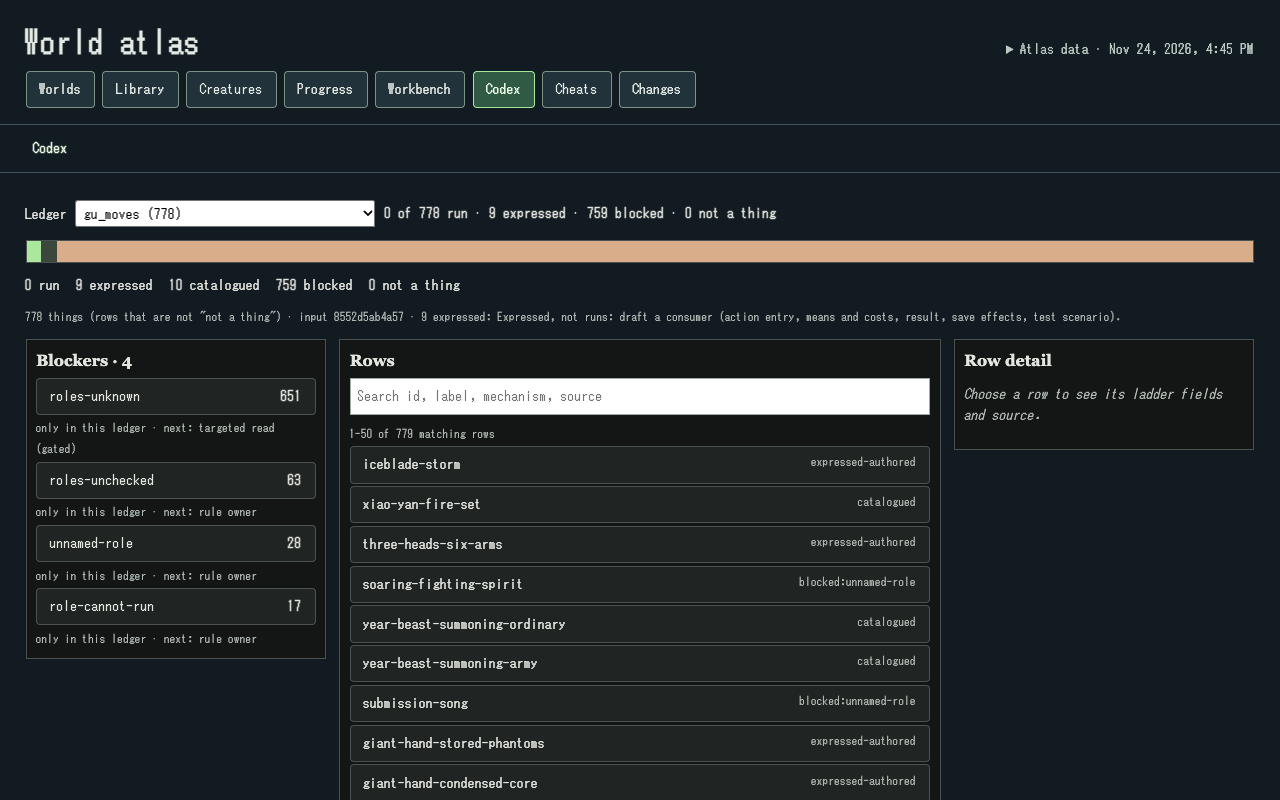 World atlas
▶ Atlas data · Nov 24, 2026, 4:45 PM
Worlds Library Creatures Progress Workbench Codex Cheats Changes
Codex
Ledger gu_moves (778) 0 of 778 run · 9 expressed · 759 blocked · 0 not a thing
0 run 9 expressed 10 catalogued 759 blocked 0 not a thing
778 things (rows that are not "not a thing") · input 8552d5ab4a57 · 9 expressed: Expressed, not runs: draft a consumer (action entry, means and costs, result, save effects, test scenario).
Blockers · 4
roles-unknown 651
only in this ledger · next: targeted read
(gated)
roles-unchecked 63
only in this ledger · next: rule owner
unnamed-role 28
only in this ledger · next: rule owner
role-cannot-run 17
only in this ledger · next: rule owner
Rows
Search id, label, mechanism, source
1-50 of 779 matching rows
iceblade-storm expressed-authored
xiao-yan-fire-set catalogued
three-heads-six-arms expressed-authored
soaring-fighting-spirit blocked:unnamed-role
year-beast-summoning-ordinary catalogued
year-beast-summoning-army catalogued
submission-song blocked:unnamed-role
giant-hand-stored-phantoms expressed-authored
giant-hand-condensed-core expressed-authored
Row detail
Choose a row to see its ladder fields
and source.